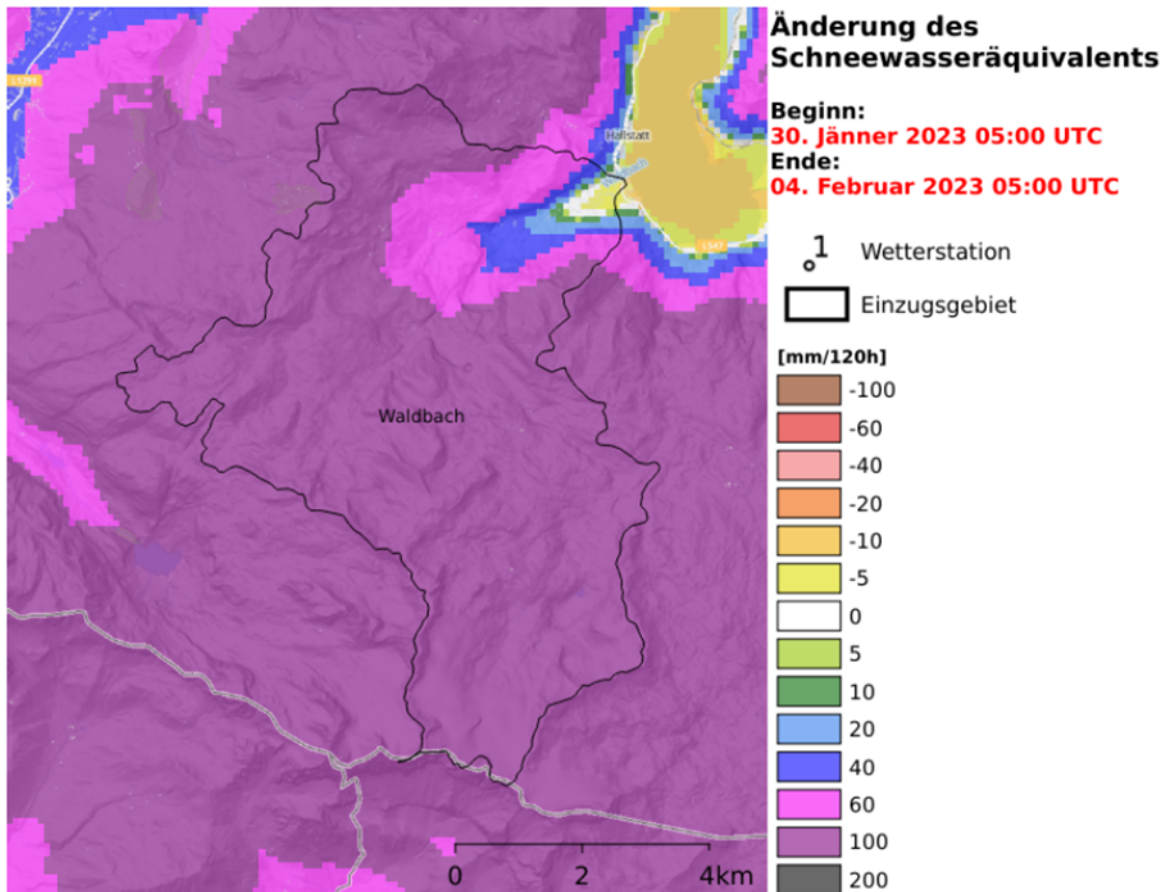 Änderung des
Schneewasseräquivalents
Beginn:
30. Jänner 2023 05:00 UTC
Ende:
04. Februar 2023 05:00 UTC
1 Wetterstation
Einzugsgebiet
[mm/120h]
-100
-60
-40
-20
-10
-5
0
5
10
20
40
60
100
200
L1291
Hallstatt
L547
Waldbach
0 2 4km